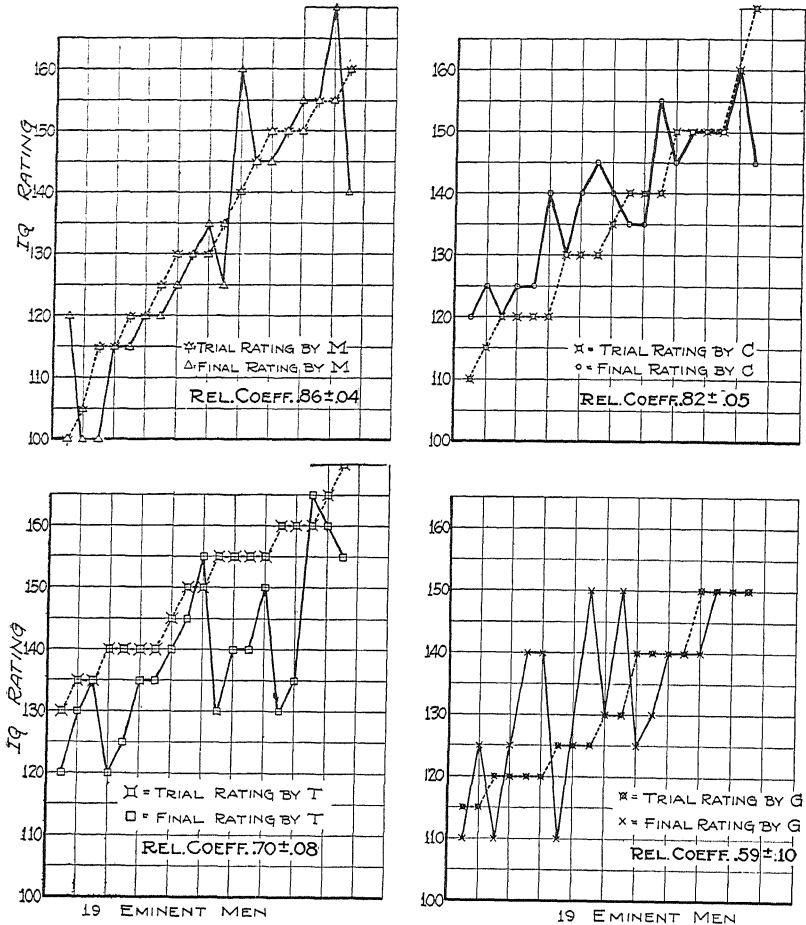 160
150
140
130
120
110
100
IQ RATING
TRIAL RATING BY M
FINAL RATING BY M
REL. COEFF. .86±.04
160
150
140
130
120
110
100
= TRIAL RATING BY C
= FINAL RATING BY C
REL. COEFF. .82±.05
160
150
140
130
120
110
100
IQ RATING
= TRIAL RATING BY T
= FINAL RATING BY T
REL. COEFF. .70±.08
19 EMINENT MEN
160
150
140
130
120
110
100
= TRIAL RATING BY G
= FINAL RATING BY G
REL. COEFF. .59±.10
19 EMINENT MEN